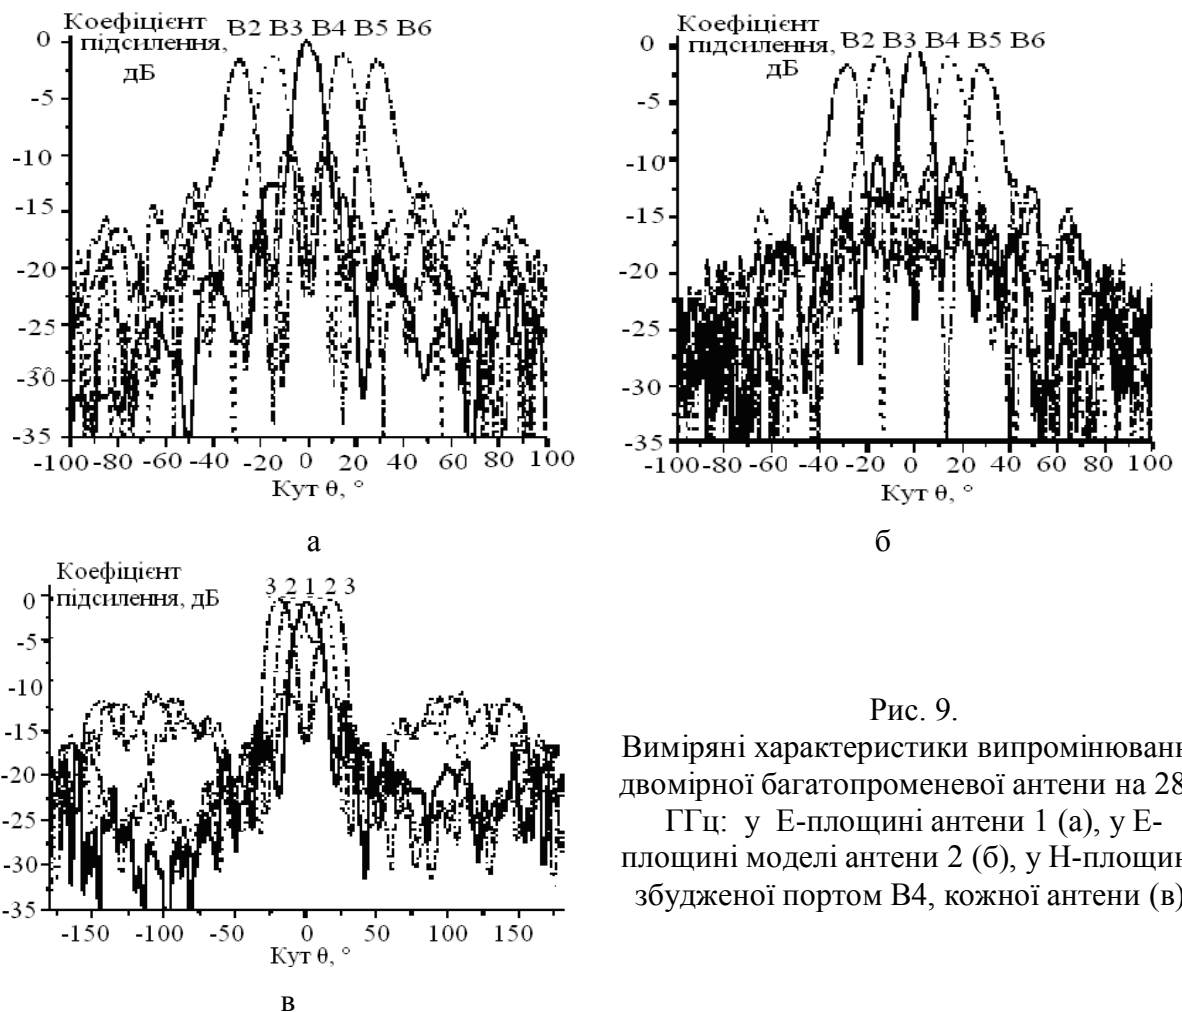 Коефіцієнт
підсилення,
дБ
B2 B3 B4 B5 B6
0
-5
-10
-15
-20
-25
-30
-35
-100 -80 -60 -40 -20 0 20 40 60 80 100
Кут θ, °
а
Коефіцієнт
підсилення,
дБ
B2 B3 B4 B5 B6
0
-5
-10
-15
-20
-25
-30
-35
-100 -80 -60 -40 -20 0 20 40 60 80 100
Кут θ, °
б
Коефіцієнт
підсилення, дБ
3 2 1 2 3
0
-5
-10
-15
-20
-25
-30
-35
-150 -100 -50 0 50 100 150
Кут θ, °
в
Рис. 9.
Виміряні характеристики випромінюванн
двомірної багатопроменевої антени на 28
ГГц: у Е-площині антени 1 (а), у Е-
площині моделі антени 2 (б), у Н-площин
збудженої портом В4, кожної антени (в)